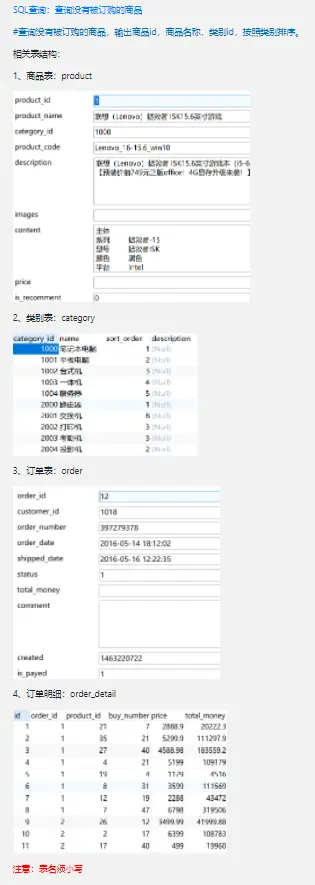 SQL查询：查询没有被订购的商品
#查询没有被订购的商品，输出商品id，商品名称，类别id，按照类别排序。
相关表结构：
1、商品表：product
product_id 1
product_name 联想（Lenovo）拯救者ISK15.6英寸游戏
category_id 1000
product_code Lenovo_16-15.6_win10
description 联想（Lenovo）拯救者ISK15.6英寸游戏本（i5-6
【预装价值749元正版office！4G显存升级来袭！】
images
content 主体
系列 拯救者-15
型号 拯救者ISK
颜色 黑色
平台 Intel
price
is_recomment 0
2、类别表：category
category_id name sort_order description
1000 笔记本电脑 1 (Null)
1001 平板电脑 2 (Null)
1002 台式机 3 (Null)
1003 一体机 4 (Null)
1004 服务器 5 (Null)
2000 路由器 1 (Null)
2001 交换机 6 (Null)
2002 打印机 3 (Null)
2003 考勤机 3 (Null)
2004 投影机 2 (Null)
3、订单表：order
order_id 12
customer_id 1018
order_number 397279378
order_date 2016-05-14 18:12:02
shipped_date 2016-05-16 12:22:35
status 1
total_money
comment
created 1463220722
is_payed 1
4、订单明细：order_detail
id order_id product_id buy_number price total_money
1 1 21 7 2888.9 20222.3
2 1 35 21 5299.9 111297.9
3 1 27 40 4588.98 183559.2
4 1 4 21 5199 109179
5 1 19 4 1129 4516
6 1 8 31 3599 111569
7 1 12 19 2288 43472
8 1 7 47 6798 319506
9 2 26 12 3499.99 41999.88
10 2 2 17 6399 108783
11 2 17 40 499 19960
注意：表名须小写